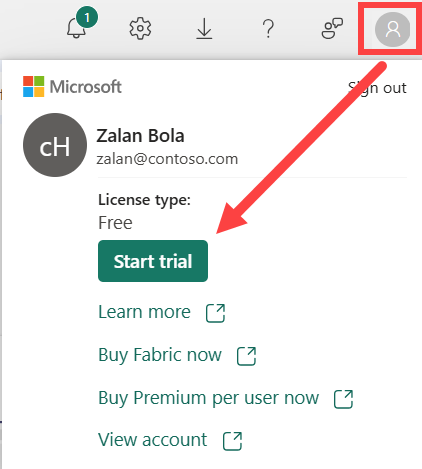 1
?
Microsoft
Sign out
cH
Zalan Bola
zalan@contoso.com
License type:
Free
Start trial
Learn more
Buy Fabric now
Buy Premium per user now
View account